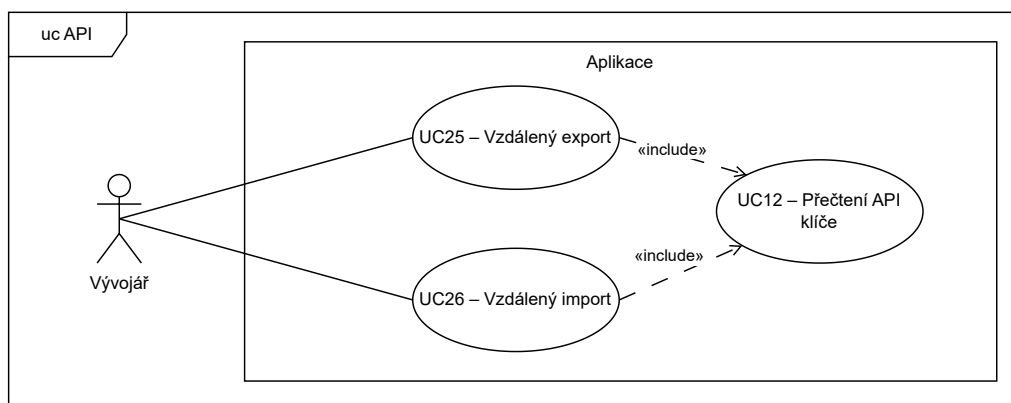 uc API
Aplikace
UC25 – Vzdálený export
«include»
UC12 – Přečtení API
klíče
«include»
Vývojář
UC26 – Vzdálený import